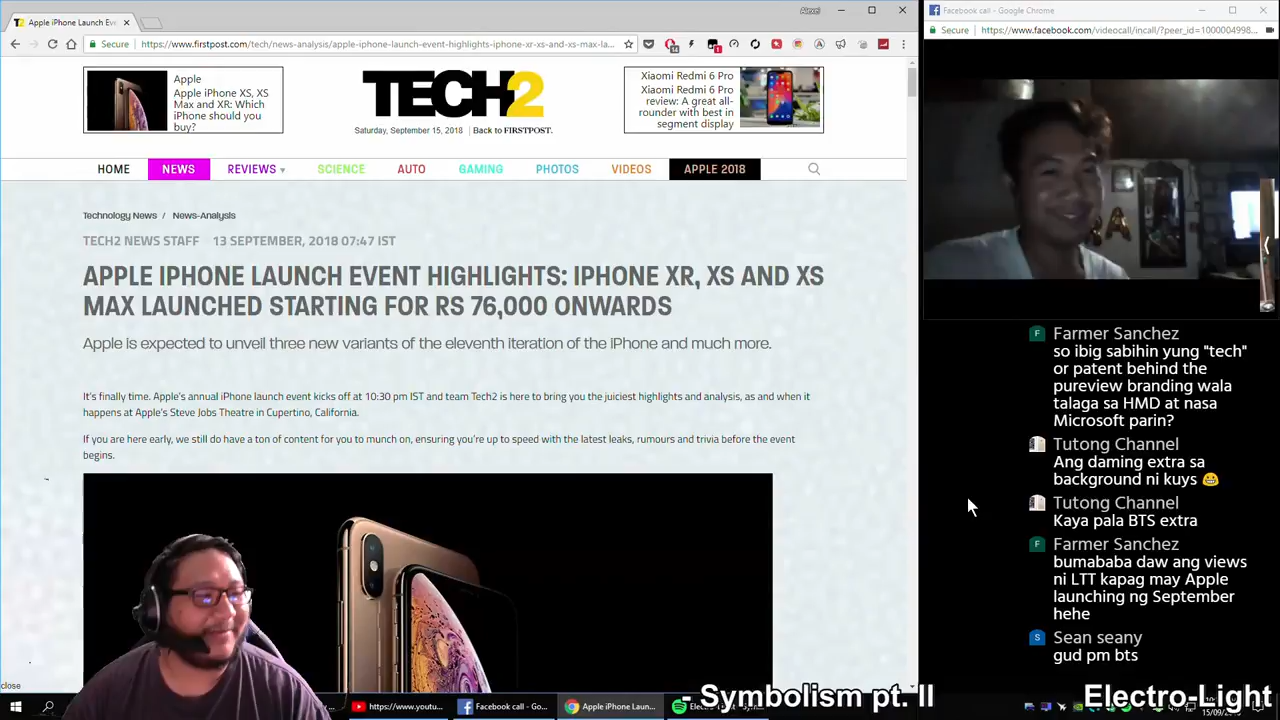 Apple iPhone Launch Eve
Alexei
Secure
https://www.firstpost.com/tech/news-analysis/apple-iphone-launch-event-highlights-iphone-xr-xs-and-xs-max-la...
Apple
Apple iPhone XS, XS
Max and XR: Which
iPhone should you
buy?
TECH2
Saturday, September 15, 2018 | Back to FIRSTPOST.
Xiaomi Redmi 6 Pro
Xiaomi Redmi 6 Pro
review: A great all-
rounder with best in
segment display
HOME NEWS REVIEWS SCIENCE AUTO GAMING PHOTOS VIDEOS APPLE 2018
Technology News / News-Analysis
TECH2 NEWS STAFF 13 SEPTEMBER, 2018 07:47 IST
APPLE IPHONE LAUNCH EVENT HIGHLIGHTS: IPHONE XR, XS AND XS
MAX LAUNCHED STARTING FOR RS 76,000 ONWARDS
Apple is expected to unveil three new variants of the eleventh iteration of the iPhone and much more.
It's finally time. Apple's annual iPhone launch event kicks off at 10:30 pm IST and team Tech2 is here to bring you the juiciest highlights and analysis, as and when it
happens at Apple's Steve Jobs Theatre in Cupertino, California.
If you are here early, we still do have a ton of content for you to munch on, ensuring you're up to speed with the latest leaks, rumours and trivia before the event
begins.
close
Facebook call - Google Chrome
Secure
https://www.facebook.com/videocall/incall/?peer_id=1000004998...
Farmer Sanchez
so ibig sabihin yung "tech"
or patent behind the
pureview branding wala
talaga sa HMD at nasa
Microsoft parin?
Tutong Channel
Ang daming extra sa
background ni kuys 😁
Tutong Channel
Kaya pala BTS extra
Farmer Sanchez
bumababa daw ang views
ni LTT kapag may Apple
launching ng September
hehe
Sean seany
gud pm bts
- Symbolism pt. II
Electro-Light
https://www.youtu...
Facebook call - Go...
Apple iPhone Laun...